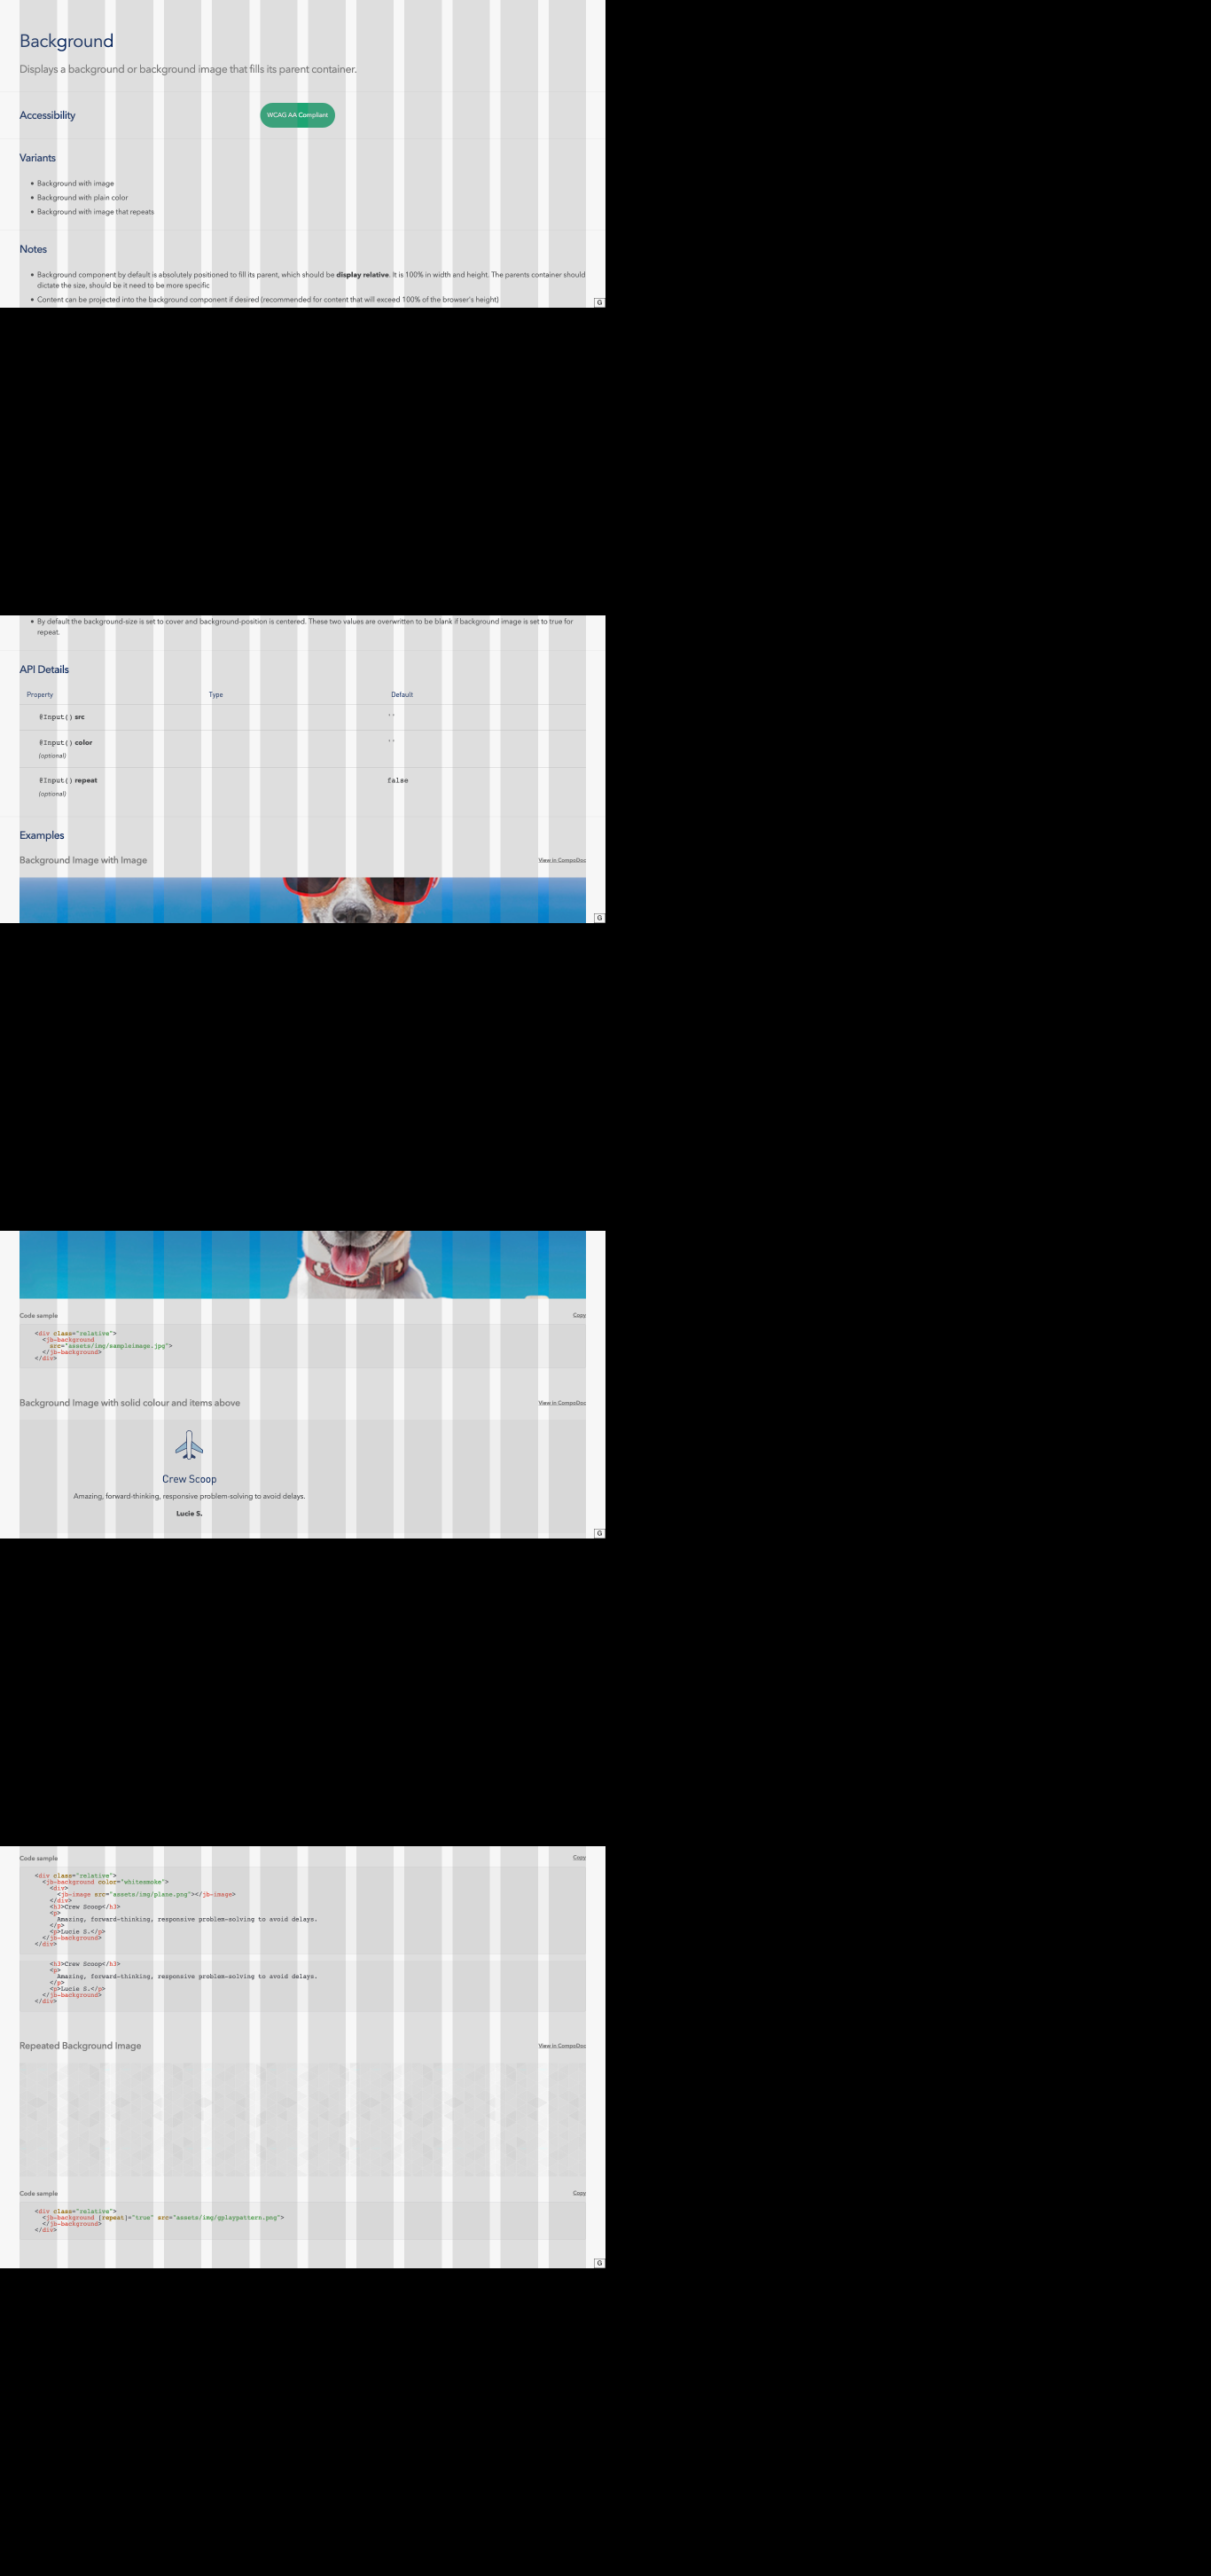 Background
Displays a background or background image that fills its parent container.
Accessibility
WCAG AA Compliant
Variants
Background with image
Background with plain color
Background with image that repeats
Notes
Background component by default is absolutely positioned to fill its parent, which should be display relative. It is 100% in width and height. The parents container should
dictate the size, should be it need to be more specific
Content can be projected into the background component if desired (recommended for content that will exceed 100% of the browser's height)
G
By default the background-size is set to cover and background-position is centered. These two values are overwritten to be blank if background image is set to true for
repeat.
API Details
Property Type Default
@Input() src ''
@Input() color ''
(optional)
@Input() repeat false
(optional)
Examples
Background Image with Image View in CompoDoc
G
Code sample Copy
<div class="relative">
<jb-background
src="assets/img/sampleimage.jpg">
</jb-background>
</div>
Background Image with solid colour and items above View in CompoDoc
Crew Scoop
Amazing, forward-thinking, responsive problem-solving to avoid delays.
Lucie S.
G
Code sample Copy
<div class="relative">
<jb-background color="whitesmoke">
<div>
<jb-image src="assets/img/plane.png"></jb-image>
</div>
<h3>Crew Scoop</h3>
<p>
Amazing, forward-thinking, responsive problem-solving to avoid delays.
</p>
<p>Lucie S.</p>
</jb-background>
</div>
<h3>Crew Scoop</h3>
<p>
Amazing, forward-thinking, responsive problem-solving to avoid delays.
</p>
<p>Lucie S.</p>
</jb-background>
</div>
Repeated Background Image View in CompoDoc
Code sample Copy
<div class="relative">
<jb-background [repeat]="true" src="assets/img/gplaypattern.png">
</jb-background>
</div>
G